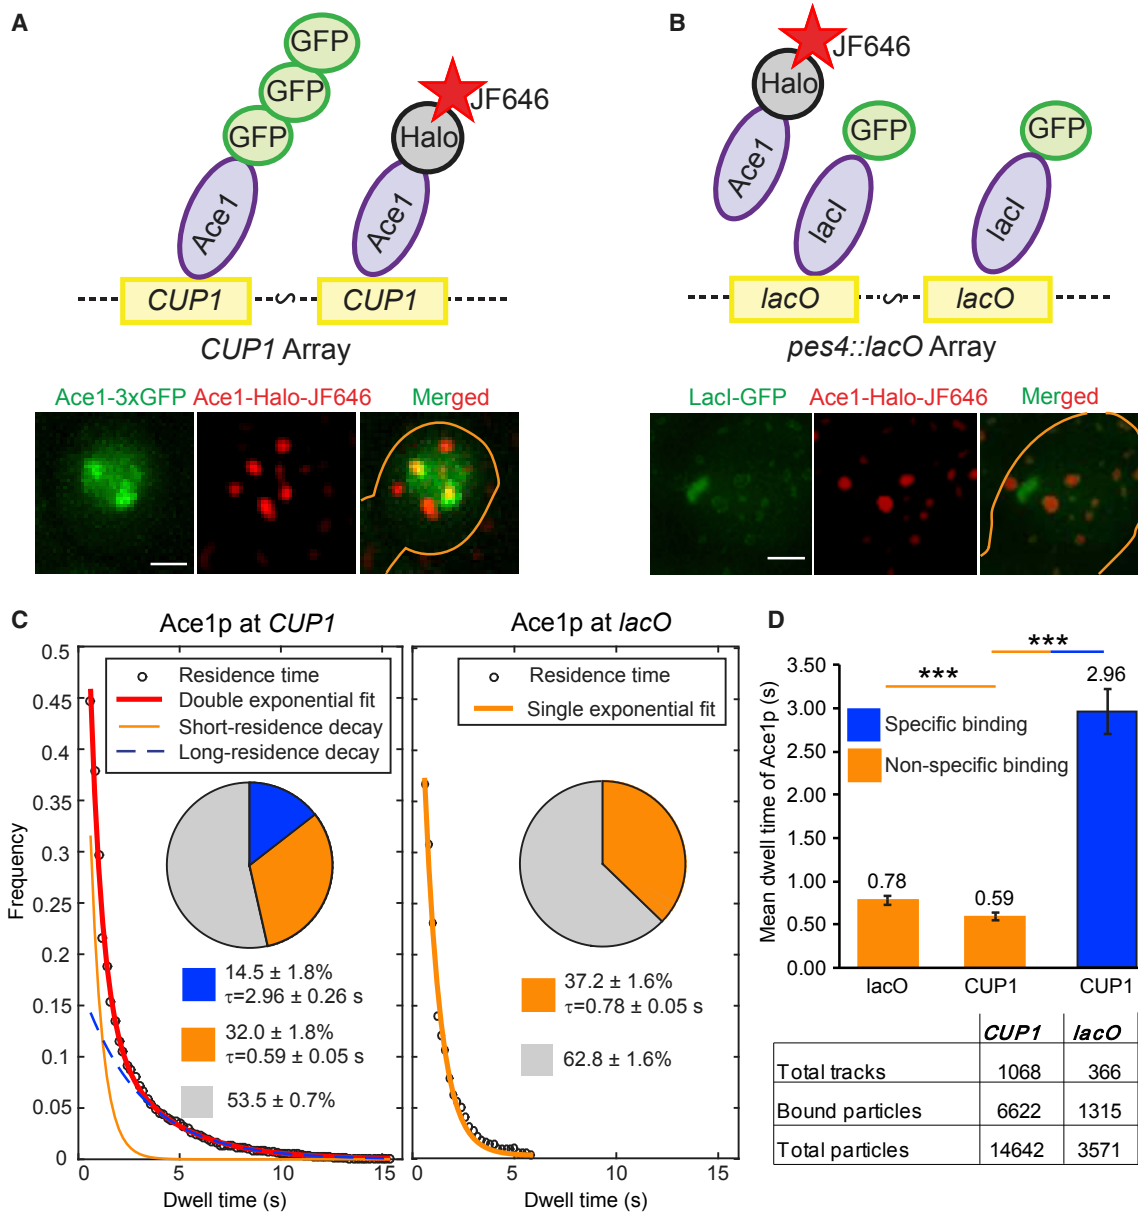 A
GFP
GFP
GFP
JF646
Halo
Ace1
Ace1
CUP1
CUP1
CUP1 Array
Ace1-3xGFP
Ace1-Halo-JF646
Merged
B
JF646
Halo
GFP
GFP
Ace1
lacI
lacI
lacO
lacO
pes4::lacO Array
LacI-GFP
Ace1-Halo-JF646
Merged
C
Ace1p at CUP1
0.5
0.45
0.4
0.35
0.3
0.25
0.2
0.15
0.1
0.05
0
Frequency
Residence time
Double exponential fit
Short-residence decay
Long-residence decay
14.5 ± 1.8%
τ=2.96 ± 0.26 s
32.0 ± 1.8%
τ=0.59 ± 0.05 s
53.5 ± 0.7%
0 5 10 15
Dwell time (s)
Ace1p at lacO
Residence time
Single exponential fit
37.2 ± 1.6%
τ=0.78 ± 0.05 s
62.8 ± 1.6%
0 5 10 15
Dwell time (s)
D
***
***
Mean dwell time of Ace1p (s)
3.50
3.00
2.50
2.00
1.50
1.00
0.50
0.00
Specific binding
Non-specific binding
0.78
0.59
2.96
lacO CUP1 CUP1
CUP1 lacO
Total tracks 1068 366
Bound particles 6622 1315
Total particles 14642 3571